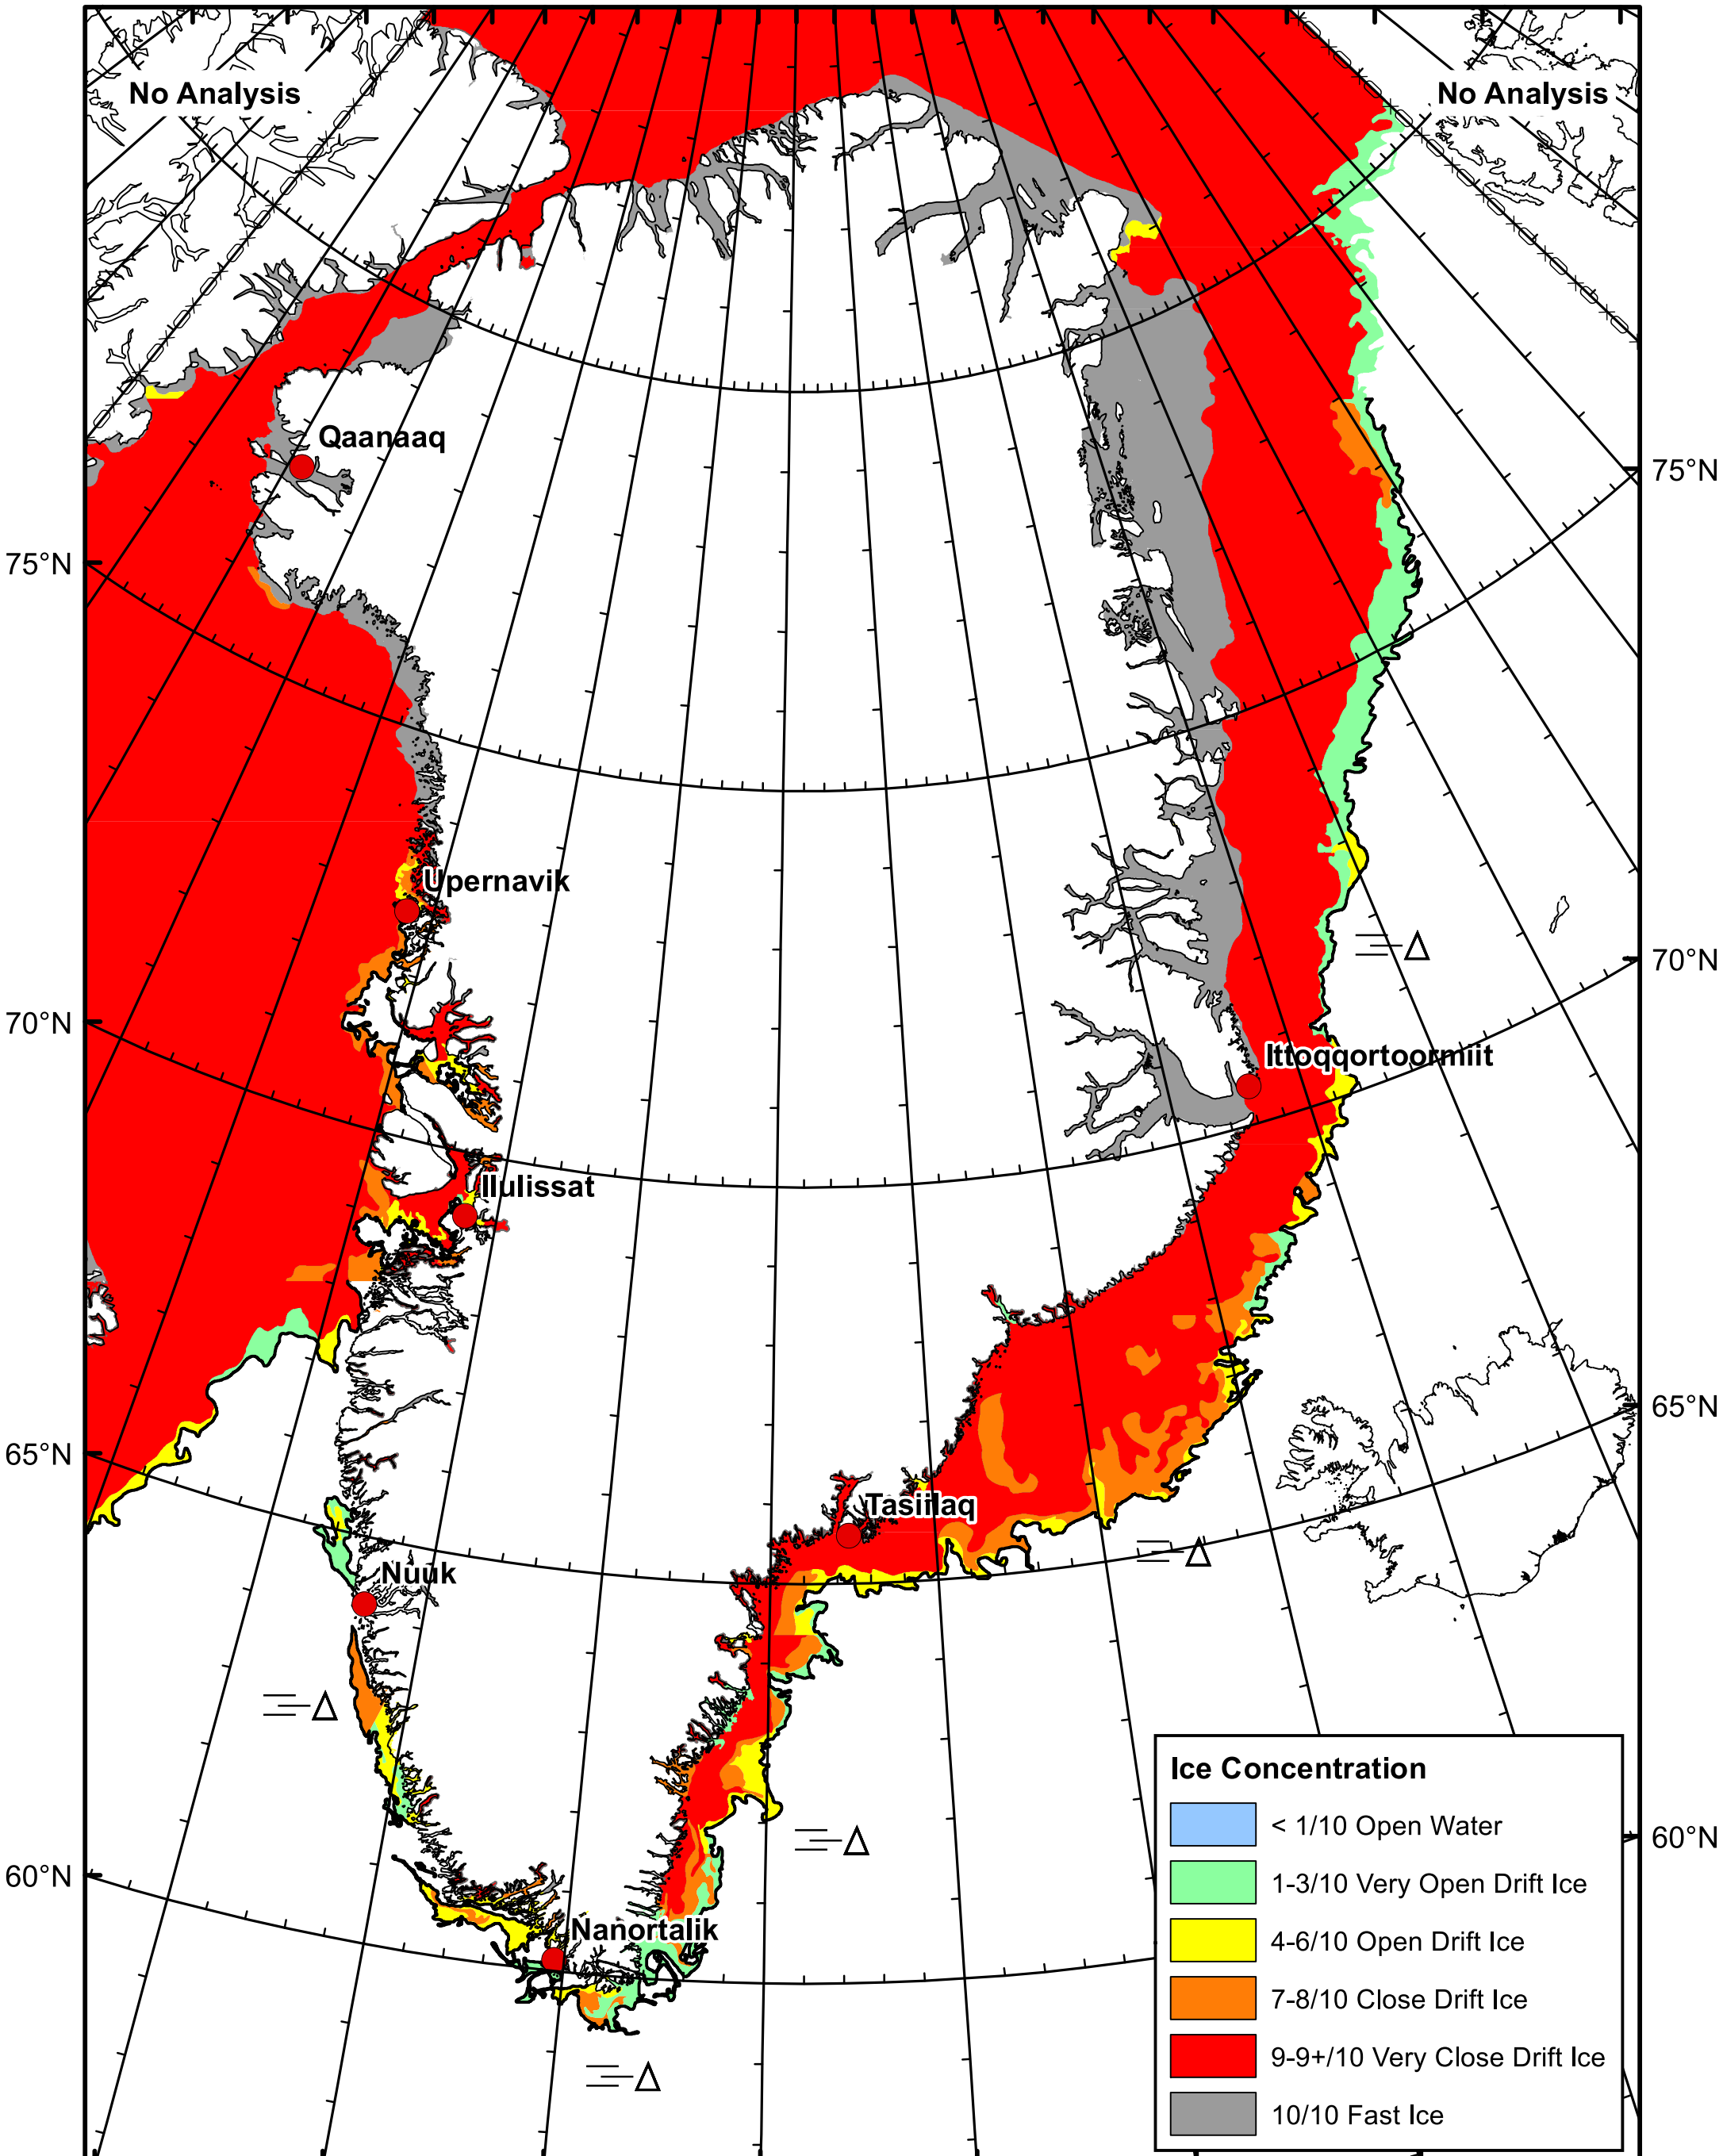 No Analysis
No Analysis
Qaanaaq
75°N
75°N
Upernavik
70°N
70°N
Ittoqqortoormiit
Ilulissat
65°N
65°N
Tasiilaq
Nuuk
60°N
60°N
Nanortalik
Ice Concentration
< 1/10 Open Water
1-3/10 Very Open Drift Ice
4-6/10 Open Drift Ice
7-8/10 Close Drift Ice
9-9+/10 Very Close Drift Ice
10/10 Fast Ice